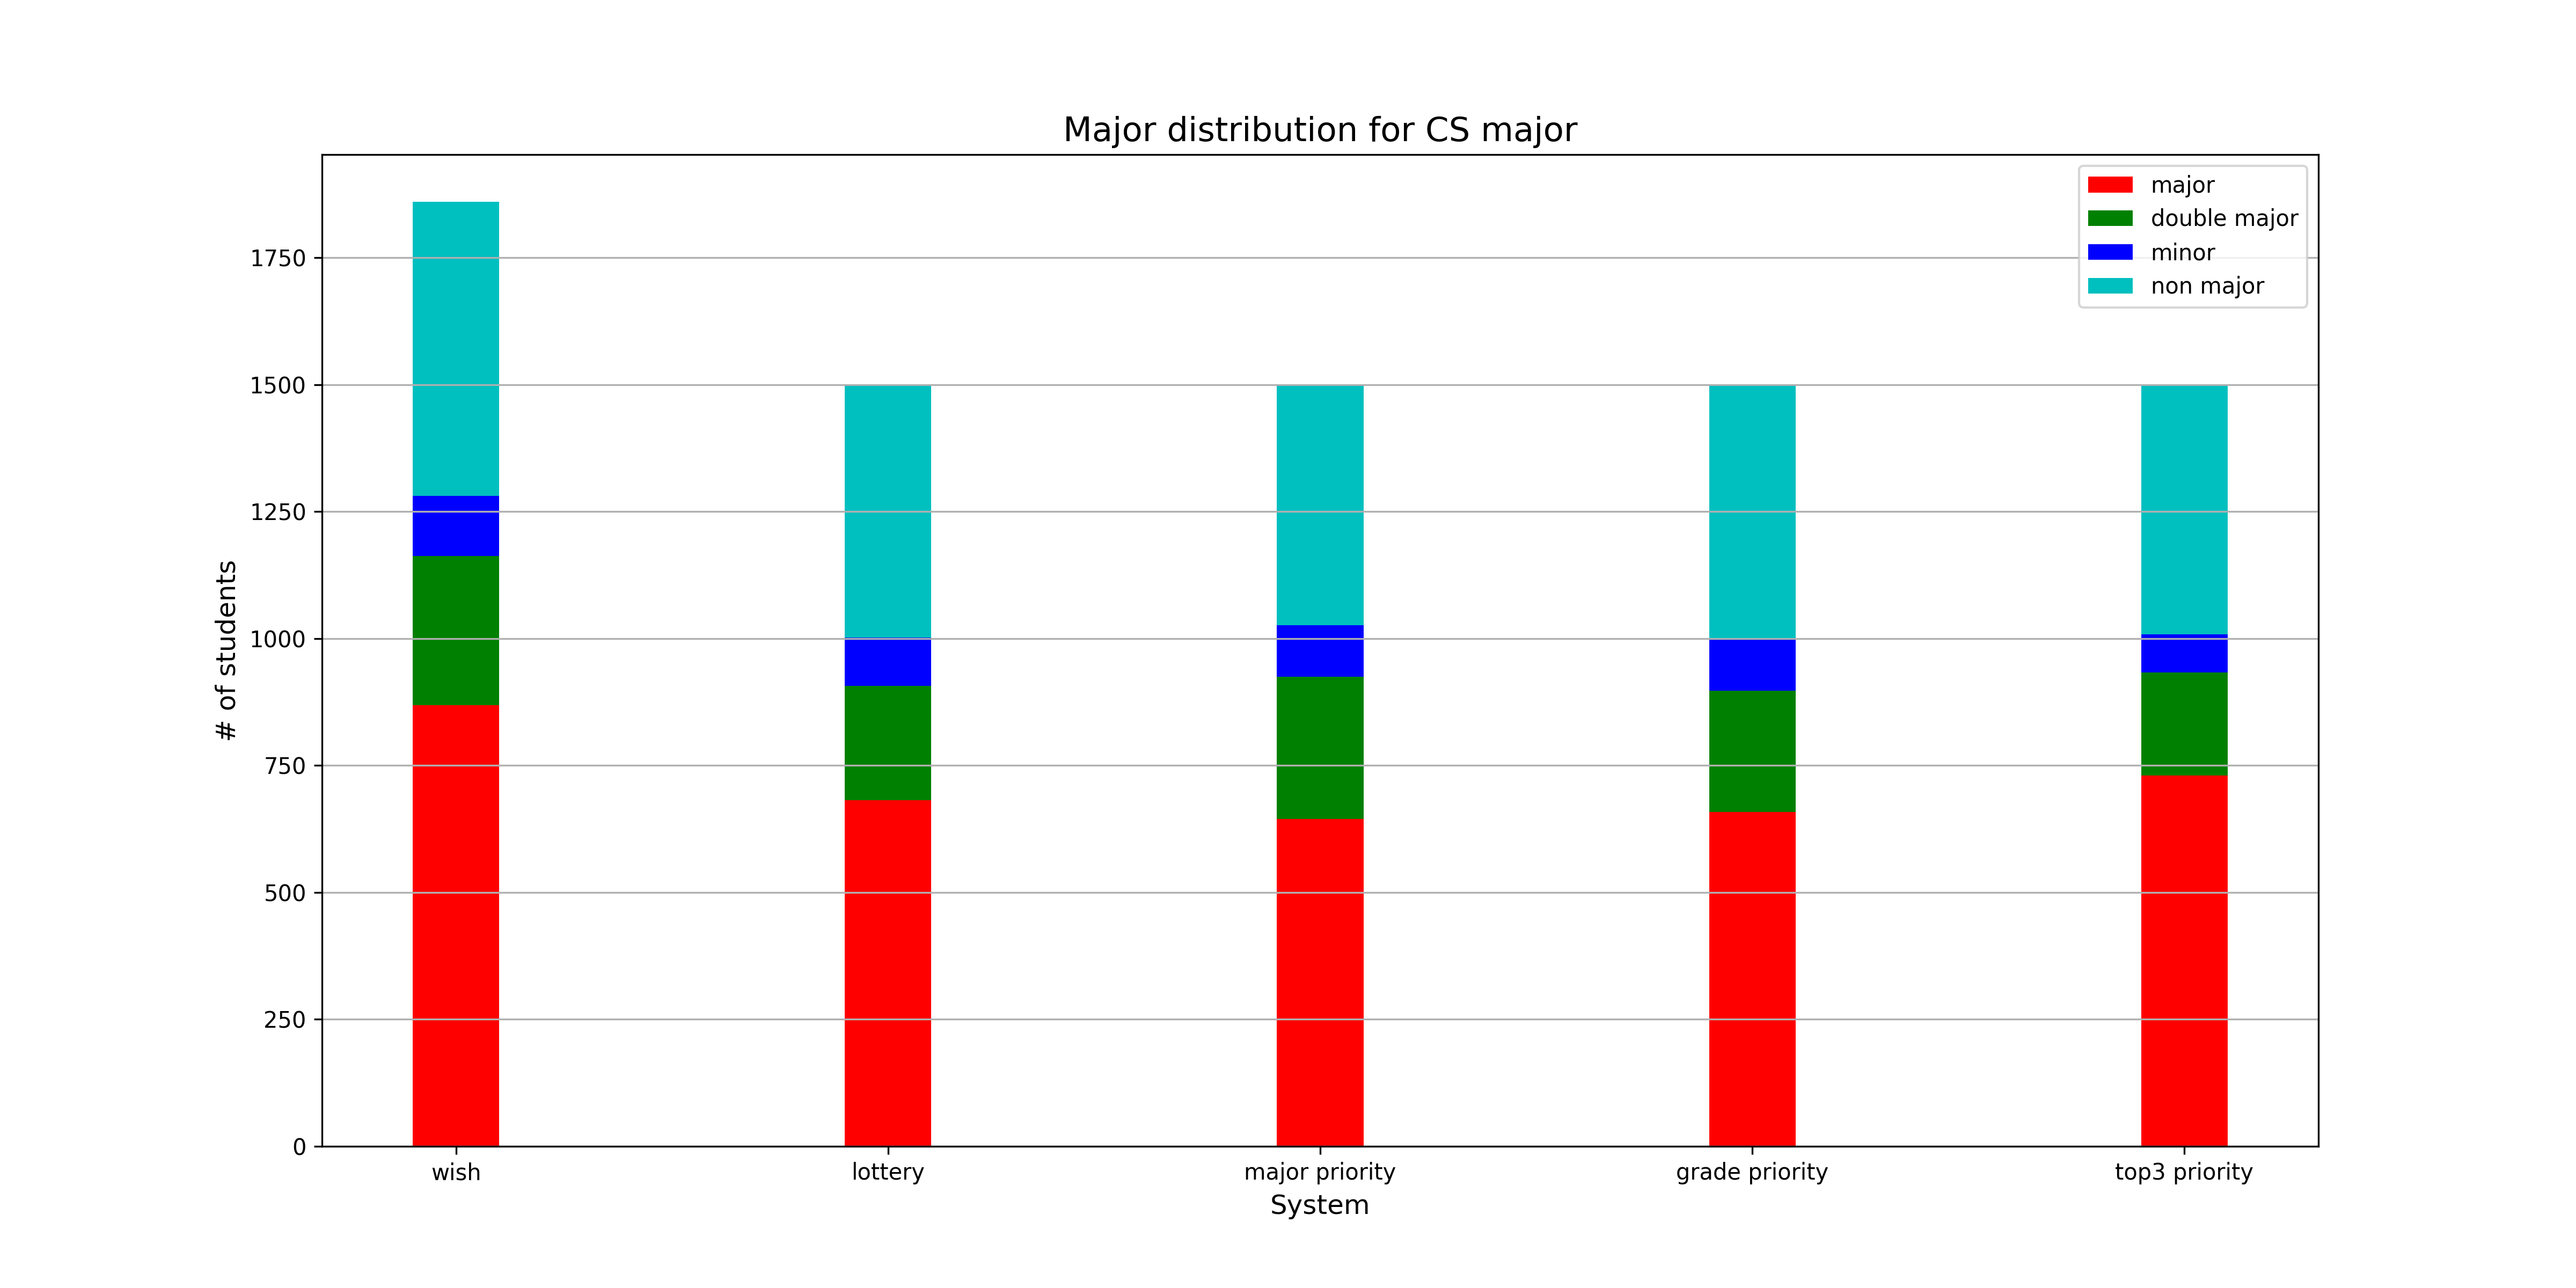 Major distribution for CS major
major
double major
minor
non major
1750
1500
1250
1000
750
500
250
0
# of students
wish
lottery
major priority
grade priority
top3 priority
System